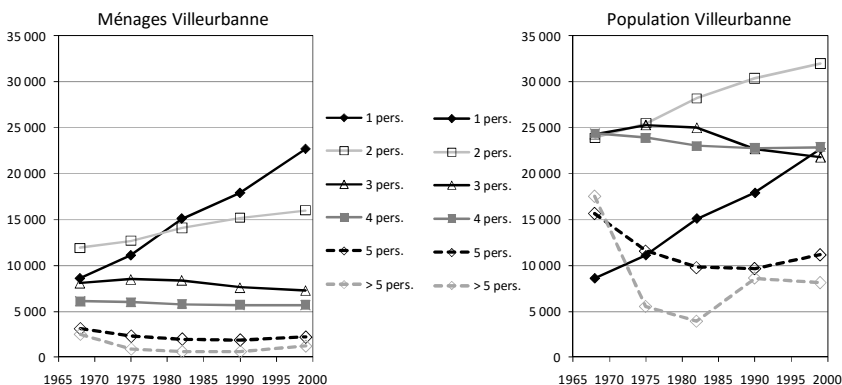 Ménages Villeurbanne
35 000
30 000
25 000
20 000
15 000
10 000
5 000
0
1965 1970 1975 1980 1985 1990 1995 2000
1 pers.
2 pers.
3 pers.
4 pers.
5 pers.
> 5 pers.
Population Villeurbanne
35 000
30 000
25 000
20 000
15 000
10 000
5 000
0
1965 1970 1975 1980 1985 1990 1995 2000
1 pers.
2 pers.
3 pers.
4 pers.
5 pers.
> 5 pers.